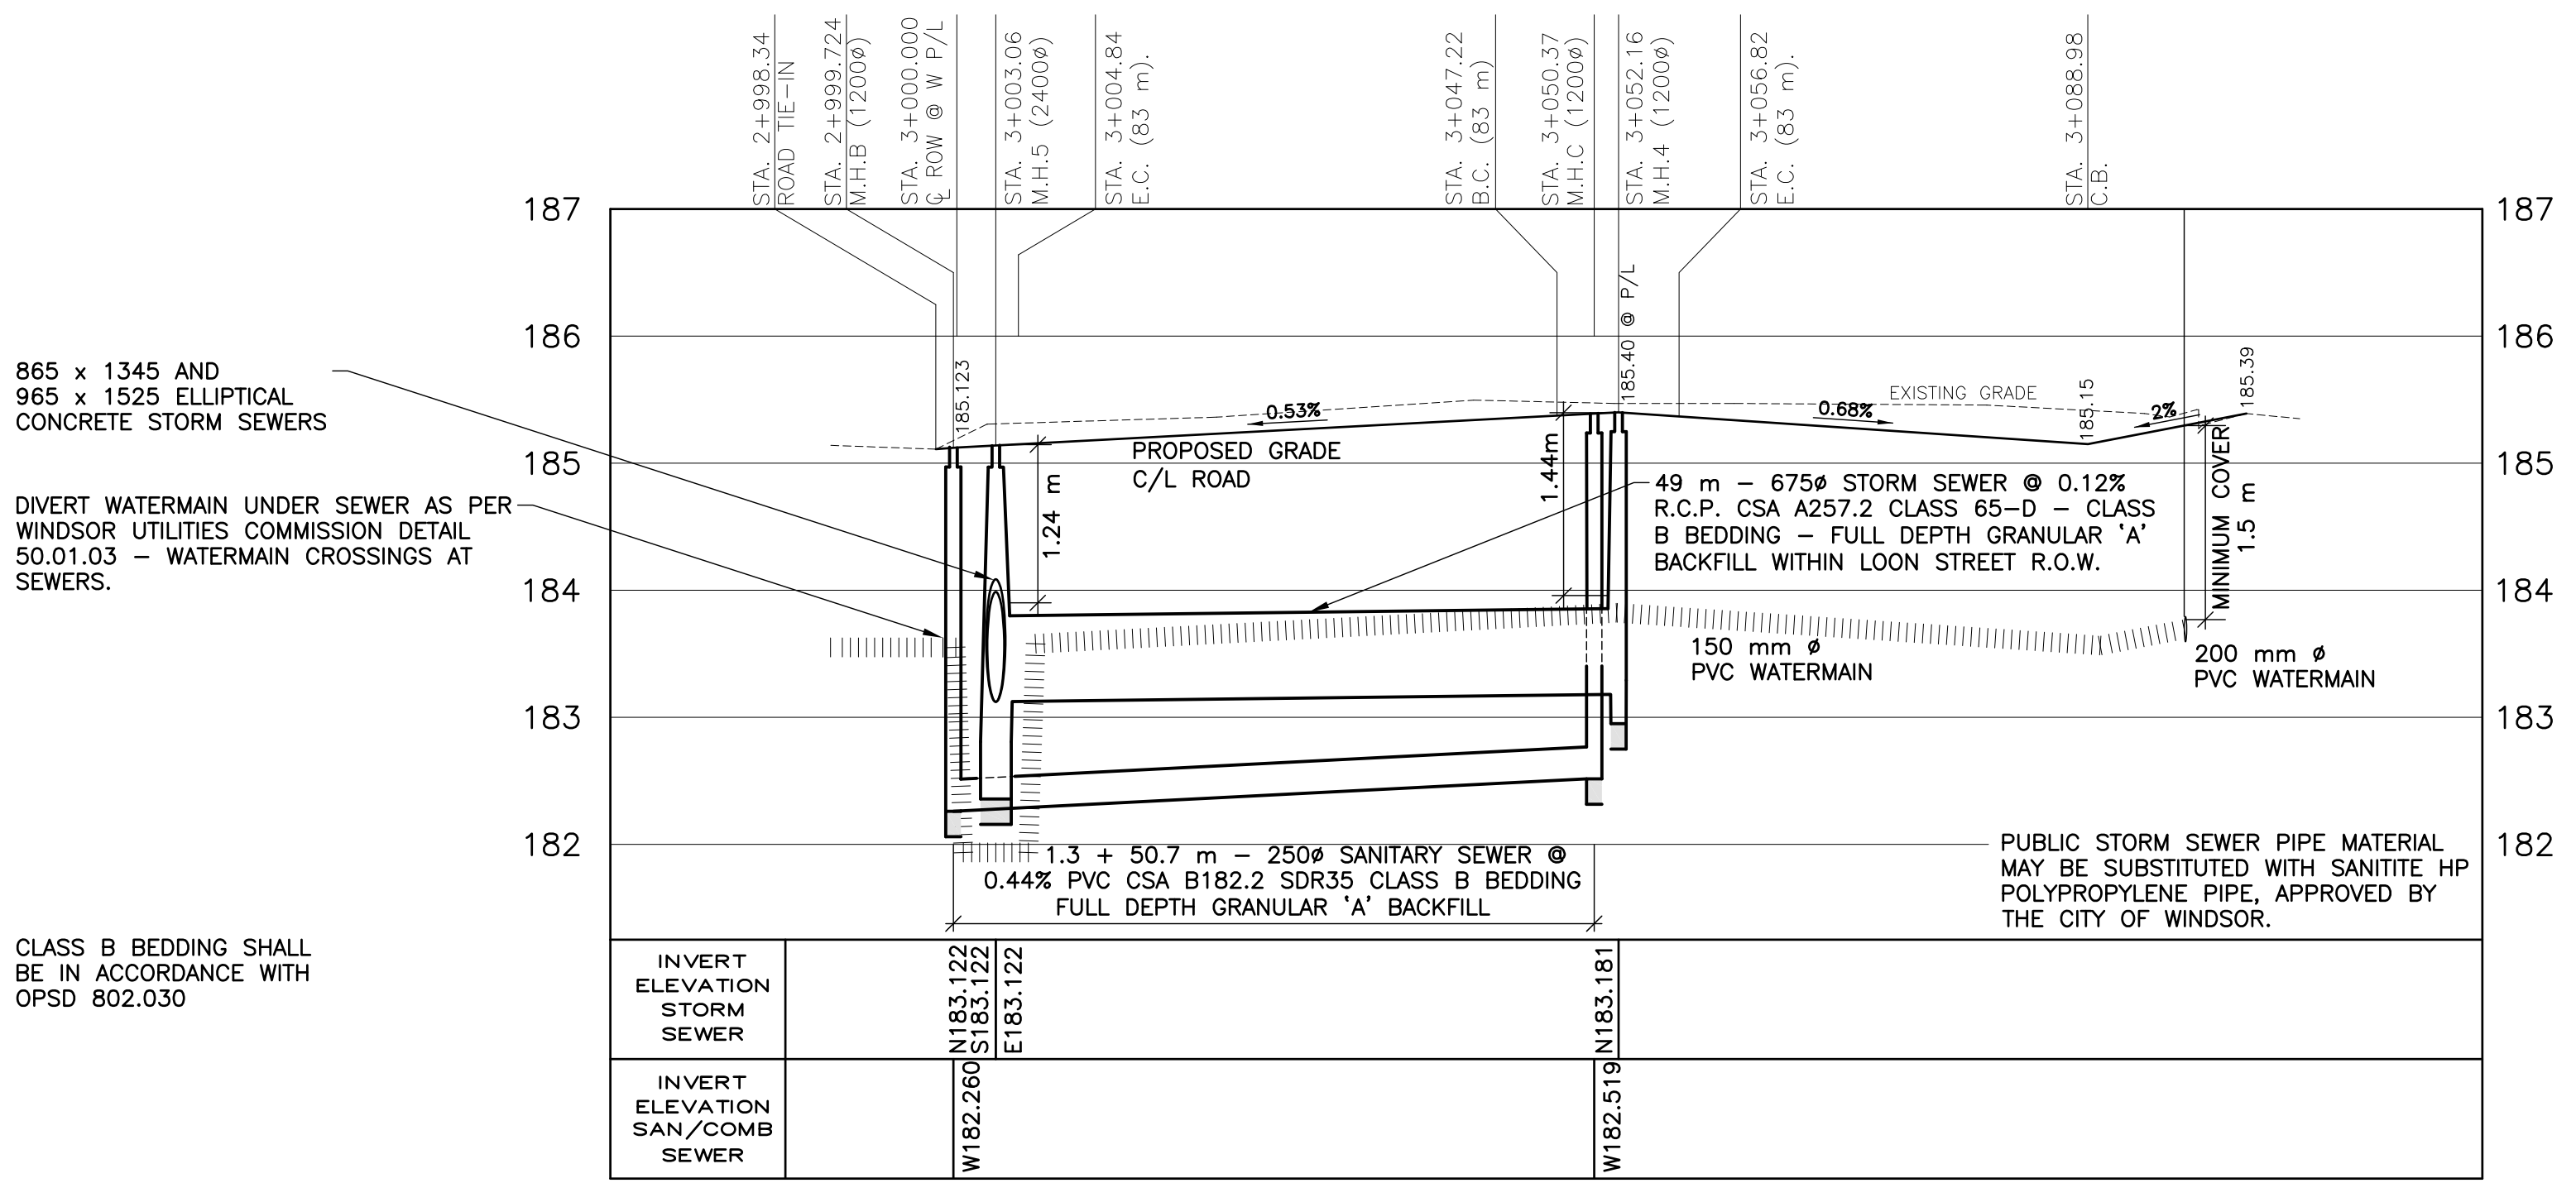 STA. 2+998.34
ROAD TIE-IN
STA. 2+999.724
M.H.B (1200ø)
STA. 3+000.000
℄ ROW @ W P/L
STA. 3+003.06
M.H.5 (2400ø)
STA. 3+004.84
E.C. (83 m).
STA. 3+047.22
B.C. (83 m)
STA. 3+050.37
M.H.C (1200ø)
STA. 3+052.16
M.H.4 (1200ø)
STA. 3+056.82
E.C. (83 m).
STA. 3+088.98
C.B.
187
187
186
186
185
185
184
184
183
183
182
182
865 x 1345 AND
965 x 1525 ELLIPTICAL
CONCRETE STORM SEWERS
DIVERT WATERMAIN UNDER SEWER AS PER
WINDSOR UTILITIES COMMISSION DETAIL
50.01.03 – WATERMAIN CROSSINGS AT
SEWERS.
CLASS B BEDDING SHALL
BE IN ACCORDANCE WITH
OPSD 802.030
185.123
185.40 @ P/L
185.15
185.39
0.53%
EXISTING GRADE
0.68%
2%
PROPOSED GRADE
C/L ROAD
1.24 m
1.44m
MINIMUM COVER
1.5 m
49 m – 675ø STORM SEWER @ 0.12%
R.C.P. CSA A257.2 CLASS 65-D – CLASS
B BEDDING – FULL DEPTH GRANULAR 'A'
BACKFILL WITHIN LOON STREET R.O.W.
150 mm ø
PVC WATERMAIN
200 mm ø
PVC WATERMAIN
1.3 + 50.7 m – 250ø SANITARY SEWER @
0.44% PVC CSA B182.2 SDR35 CLASS B BEDDING
FULL DEPTH GRANULAR 'A' BACKFILL
PUBLIC STORM SEWER PIPE MATERIAL
MAY BE SUBSTITUTED WITH SANITITE HP
POLYPROPYLENE PIPE, APPROVED BY
THE CITY OF WINDSOR.
INVERT
ELEVATION
STORM
SEWER
N183.122
S183.122
E183.122
N183.181
INVERT
ELEVATION
SAN/COMB
SEWER
W182.260
W182.519